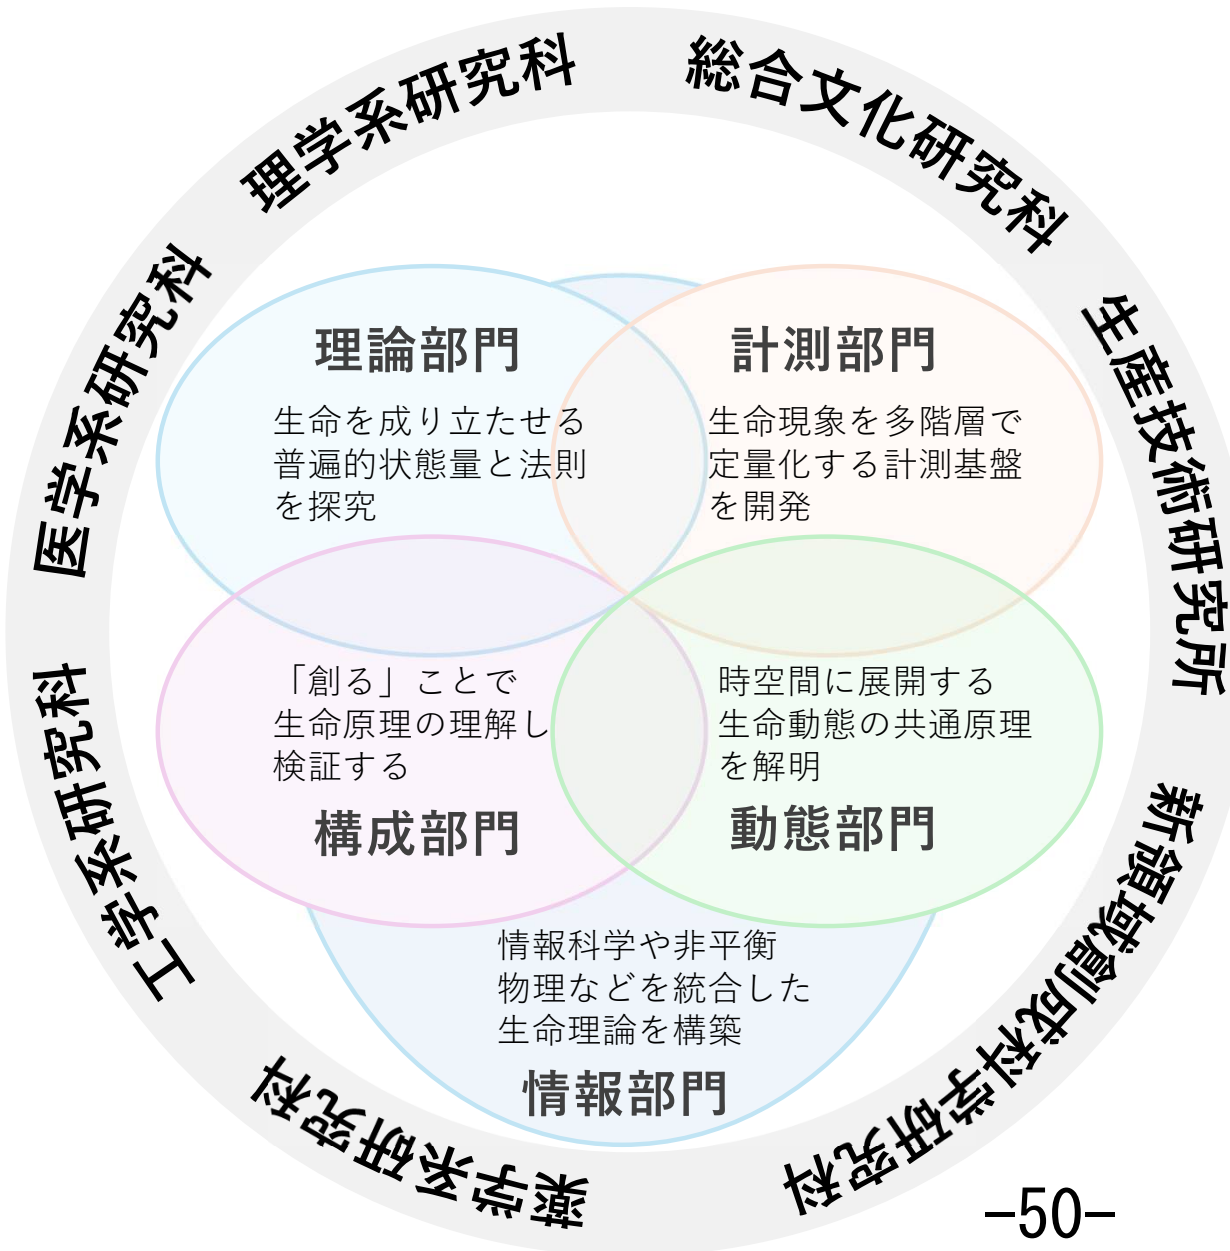 理学系研究科
総合文化研究科
医学系研究科
生産技術研究所
理論部門
生命を成り立たせる
普遍的状態量と法則
を探究
計測部門
生命現象を多階層で
定量化する計測基盤
を開発
「創る」ことで
生命原理の理解し
検証する
構成部門
時空間に展開する
生命動態の共通原理
を解明
動態部門
工学系研究科
新領域創成科学研究科
情報科学や非平衡
物理などを統合した
生命理論を構築
情報部門
薬学系研究科
-50-